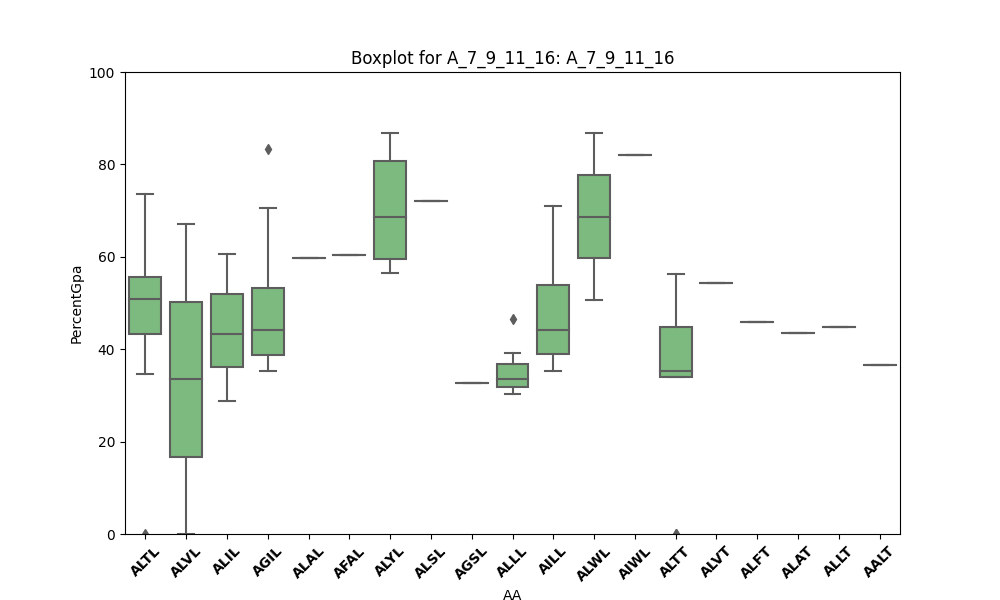 Boxplot for A_7_9_11_16: A_7_9_11_16
PercentGpa
100
80
60
40
20
0
ALTL ALVL ALIL AGIL ALAL AFAL ALYL ALSL AGSL ALLL AILL ALWL AIWL ALTT ALVT ALFT ALAT ALLT AALT
AA